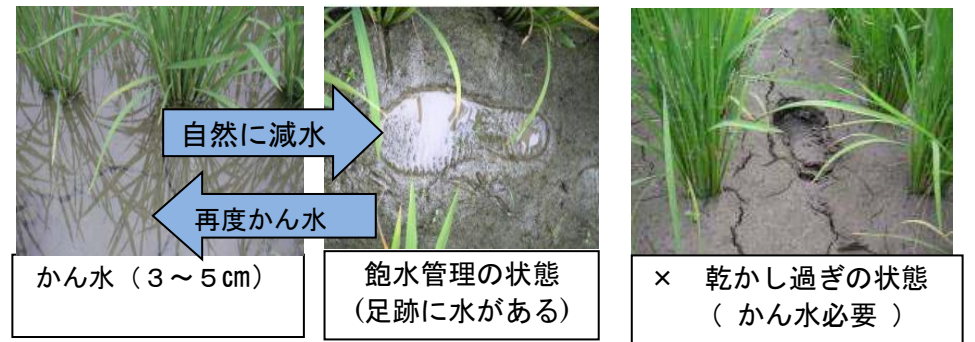 自然に減水
再度かん水
かん水（３～５㎝）
飽水管理の状態
(足跡に水がある)
× 乾かし過ぎの状態
（ かん水必要 ）